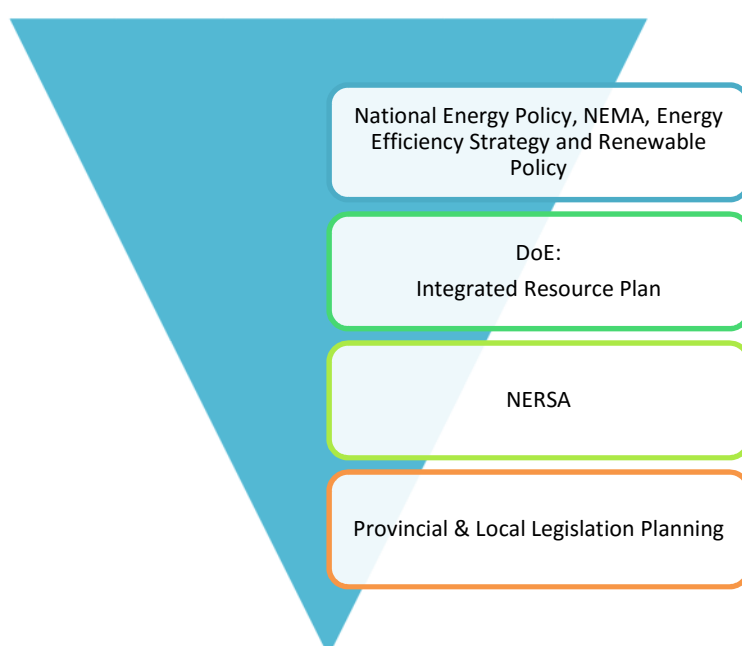 National Energy Policy, NEMA, Energy
Efficiency Strategy and Renewable
Policy
DoE:
Integrated Resource Plan
NERSA
Provincial & Local Legislation Planning